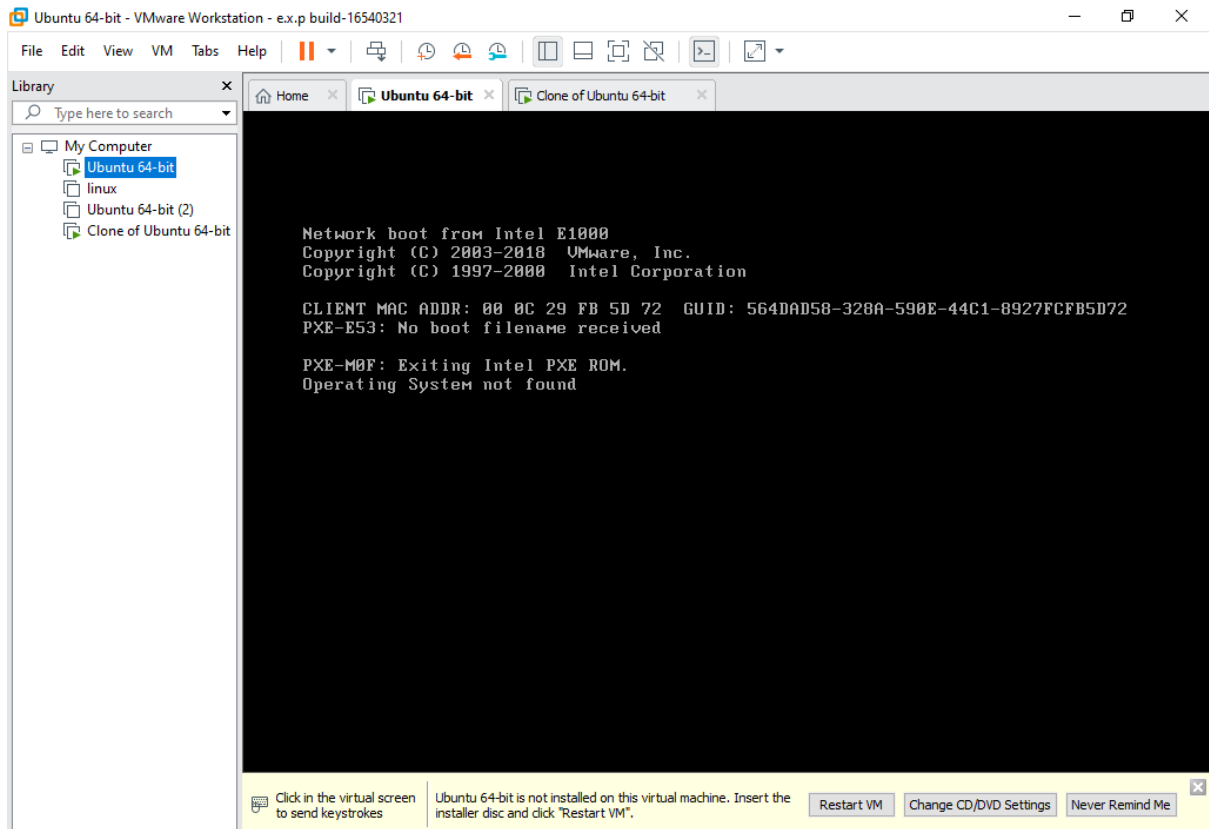 Ubuntu 64-bit - VMware Workstation - e.x.p build-16540321
File Edit View VM Tabs Help
Library
Type here to search
My Computer
Ubuntu 64-bit
linux
Ubuntu 64-bit (2)
Clone of Ubuntu 64-bit
Home
Ubuntu 64-bit
Clone of Ubuntu 64-bit
Network boot from Intel E1000
Copyright (C) 2003-2018 VMware, Inc.
Copyright (C) 1997-2000 Intel Corporation
CLIENT MAC ADDR: 00 0C 29 FB 5D 72 GUID: 564DAD58-328A-590E-44C1-8927FCFB5D72
PXE-E53: No boot filename received
PXE-M0F: Exiting Intel PXE ROM.
Operating System not found
Click in the virtual screen
to send keystrokes
Ubuntu 64-bit is not installed on this virtual machine. Insert the
installer disc and click "Restart VM".
Restart VM
Change CD/DVD Settings
Never Remind Me